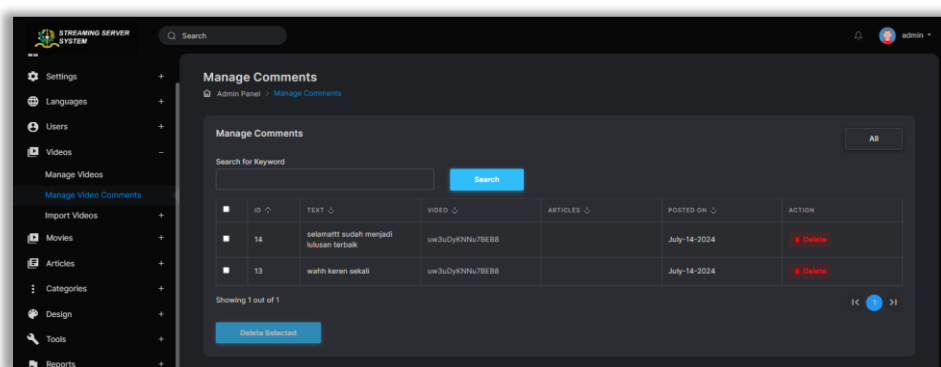 STREAMING SERVER
SYSTEM
Search
admin
Settings +
Languages +
Users +
Videos −
Manage Videos
Manage Video Comments
Import Videos +
Movies +
Articles +
Categories +
Design +
Tools +
Reports +
Manage Comments
Admin Panel > Manage Comments
Manage Comments
All
Search for Keyword
Search
ID TEXT VIDEO ARTICLES POSTED ON ACTION
14 selamattt sudah menjadi lulusan terbaik uw3uDyKNNu7BEB8 July-14-2024 Delete
13 wahh keren sekali uw3uDyKNNu7BEB8 July-14-2024 Delete
Showing 1 out of 1
1
Delete Selected